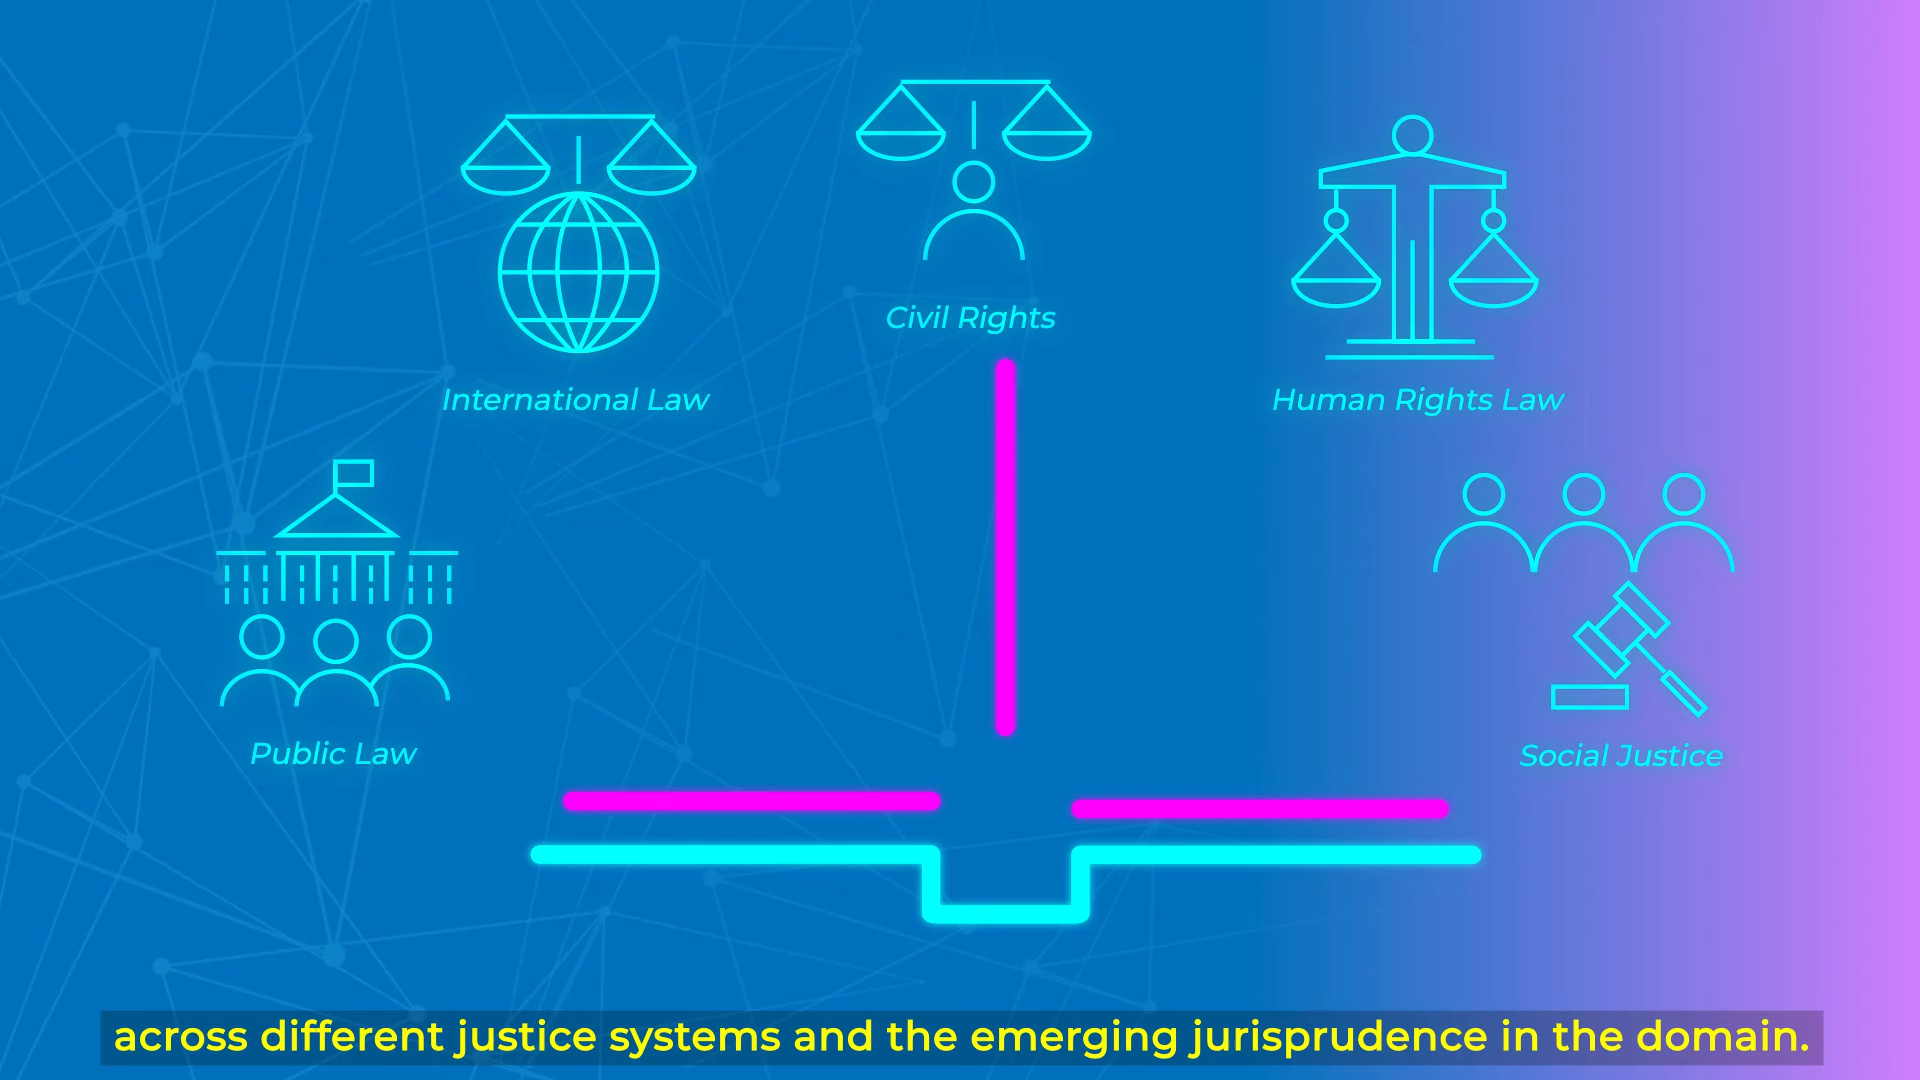 Civil Rights
International Law
Human Rights Law
Public Law
Social Justice
across different justice systems and the emerging jurisprudence in the domain.